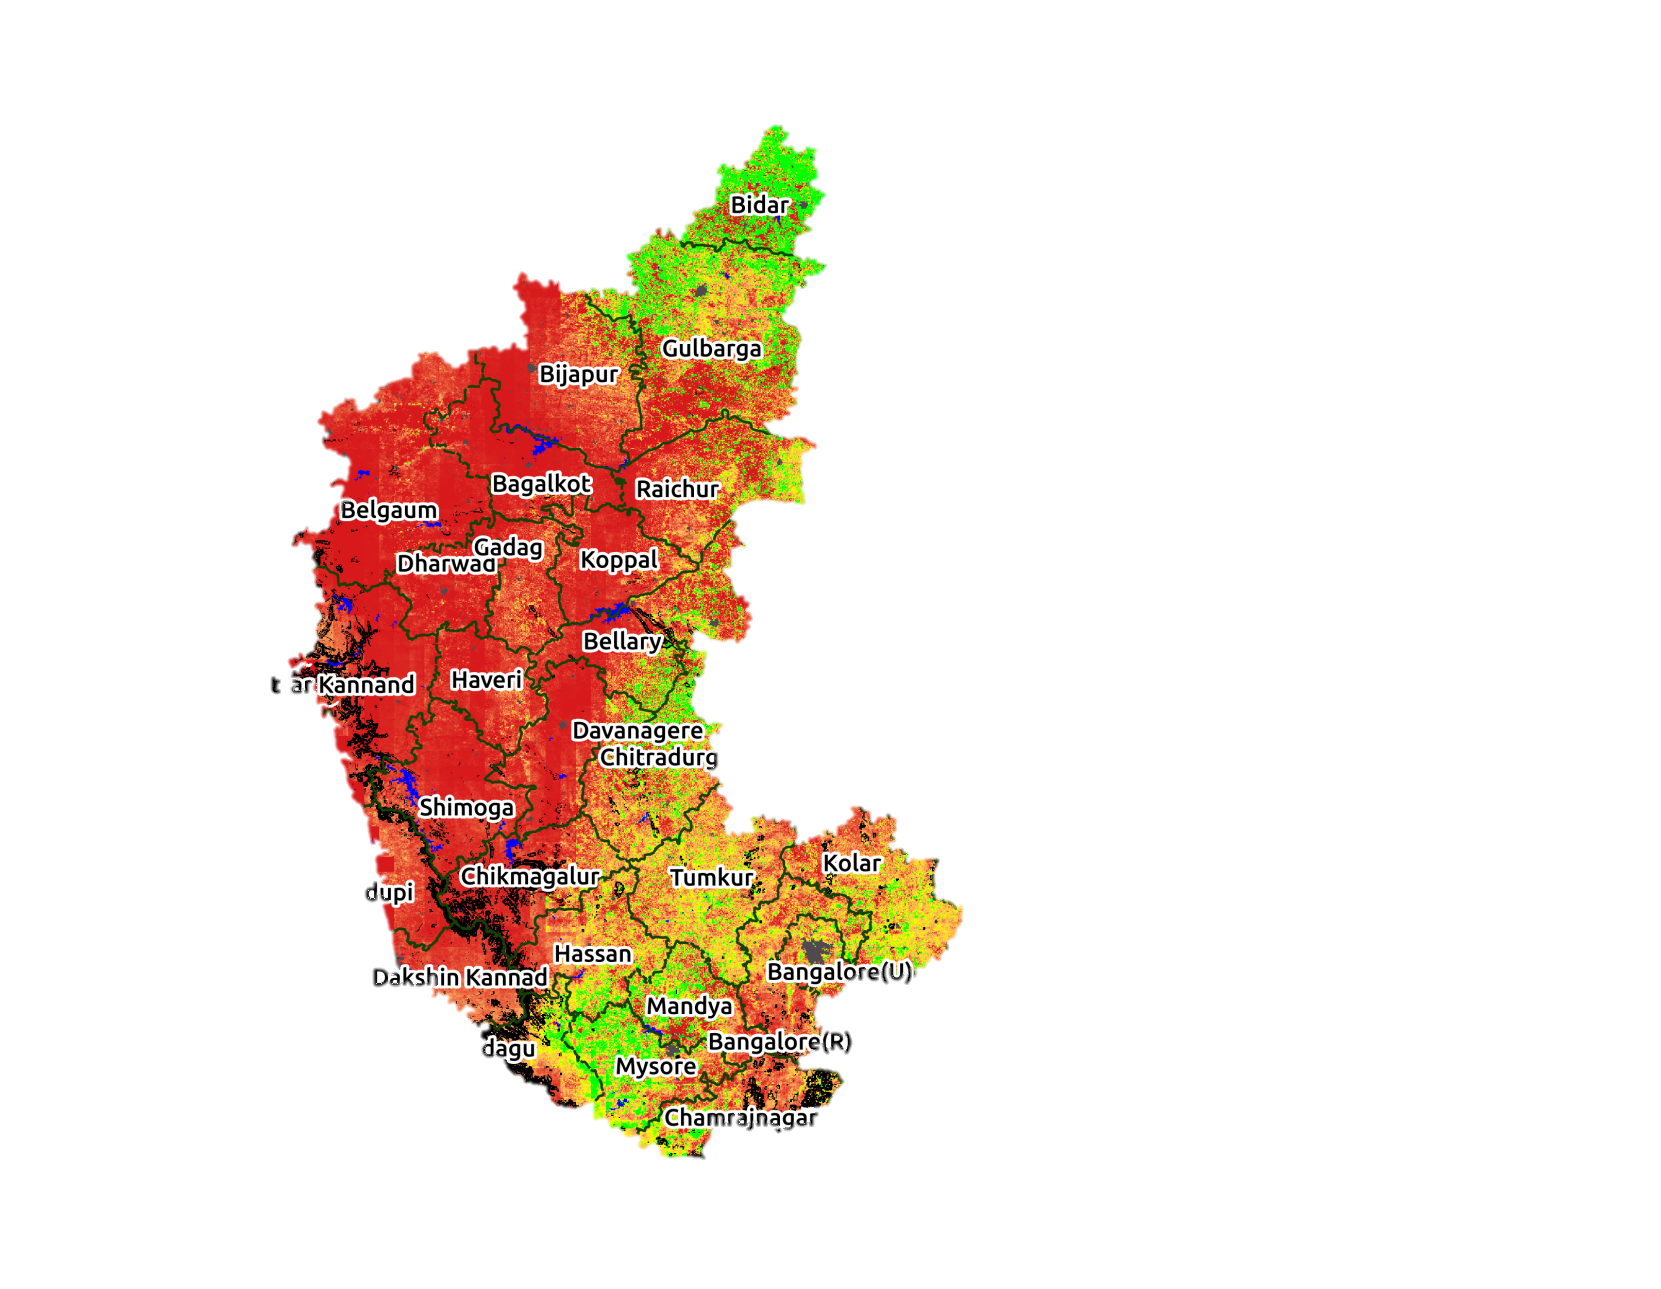 Bidar
Gulbarga
Bijapur
Bagalkot
Raichur
Belgaum
Gadag
Dharwad
Koppal
Bellary
Haveri
Kannand
Davanagere
Chitradurg
Shimoga
Kolar
Chikmagalur
Tumkur
dupi
Hassan
Bangalore(U)
Dakshin Kannad
Mandya
Bangalore(R)
dagu
Mysore
Chamrajnagar